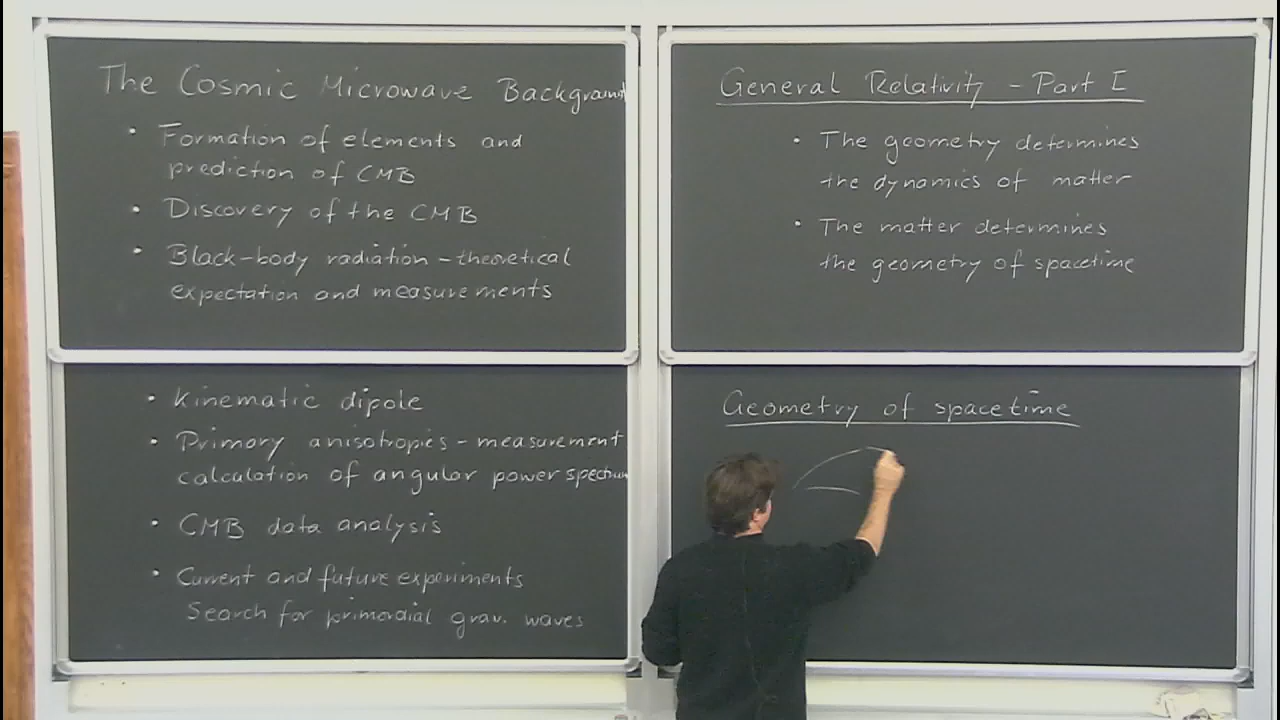 The Cosmic Microwave Background
• Formation of elements and
prediction of CMB
• Discovery of the CMB
• Black-body radiation - theoretical
expectation and measurements
• Kinematic dipole
• Primary anisotropies - measurement
calculation of angular power spectrum
• CMB data analysis
• Current and future experiments
Search for primordial grav. waves
General Relativity - Part I
• The geometry determines
the dynamics of matter
• The matter determines
the geometry of spacetime
Geometry of spacetime